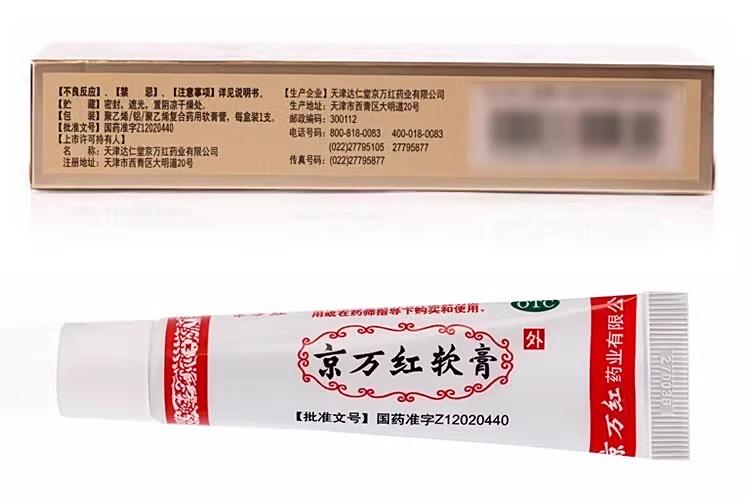 【不良反应】、【禁　　忌】、【注意事项】详见说明书。
【贮　　藏】密封，遮光，置阴凉干燥处。
【包　　装】聚乙烯/铝/聚乙烯复合药用软膏管，每盒装1支。
【批准文号】国药准字Z12020440
【上市许可持有人】
名　　称：天津达仁堂京万红药业有限公司
注册地址：天津市西青区大明道20号
【生产企业】天津达仁堂京万红药业有限公司
生产地址：天津市西青区大明道20号
邮政编码：300112
电话号码：800-818-0083　400-018-0083
(022)27795105　27795877
传真号码：(022)27795877
用或在药师指导下购买和使用。
OTC
外
京万红软膏
【批准文号】国药准字Z12020440
京万红药业有限公